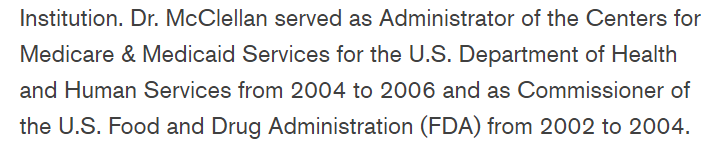 Institution. Dr. McClellan served as Administrator of the Centers for
Medicare & Medicaid Services for the U.S. Department of Health
and Human Services from 2004 to 2006 and as Commissioner of
the U.S. Food and Drug Administration (FDA) from 2002 to 2004.